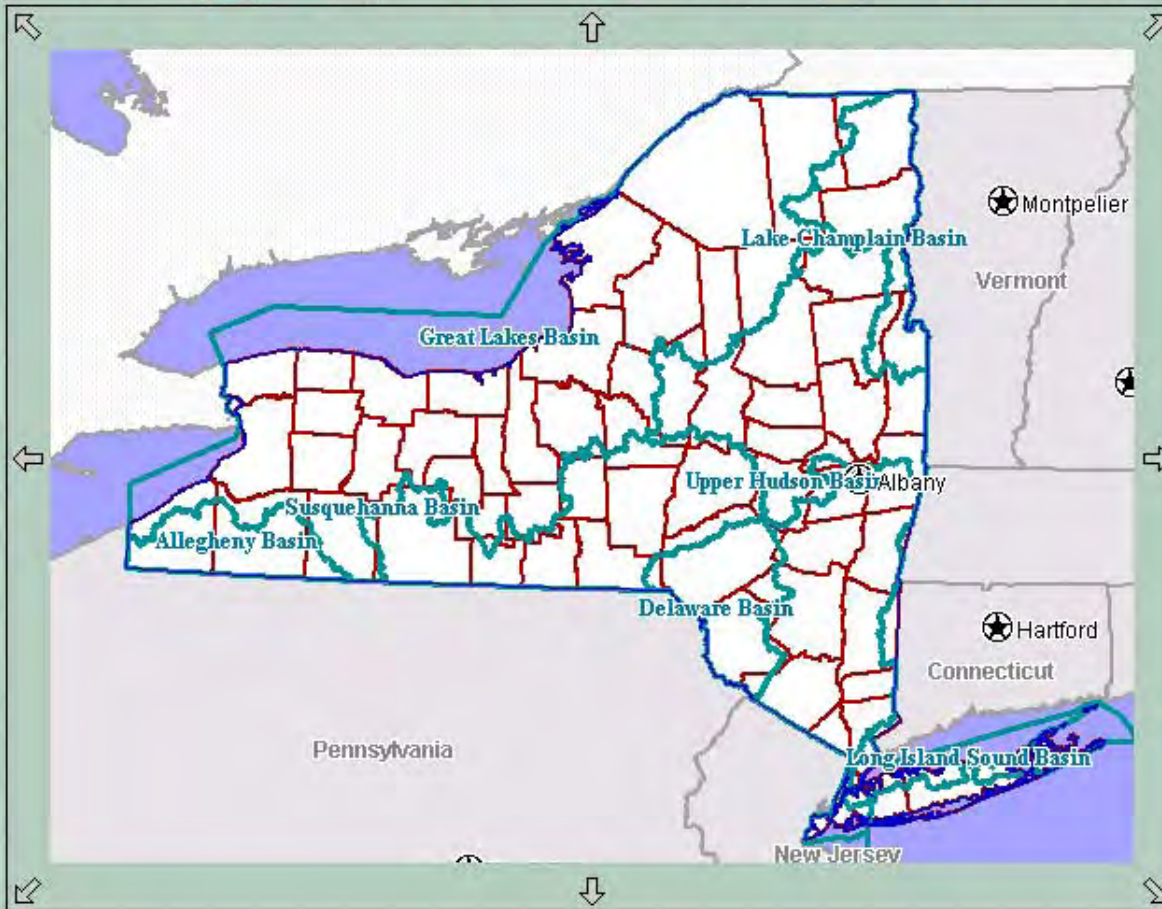 Montpelier
Lake Champlain Basin
Vermont
Great Lakes Basin
Upper Hudson Basin
Albany
Susquehanna Basin
Allegheny Basin
Delaware Basin
Hartford
Connecticut
Pennsylvania
Long Island Sound Basin
New Jersey